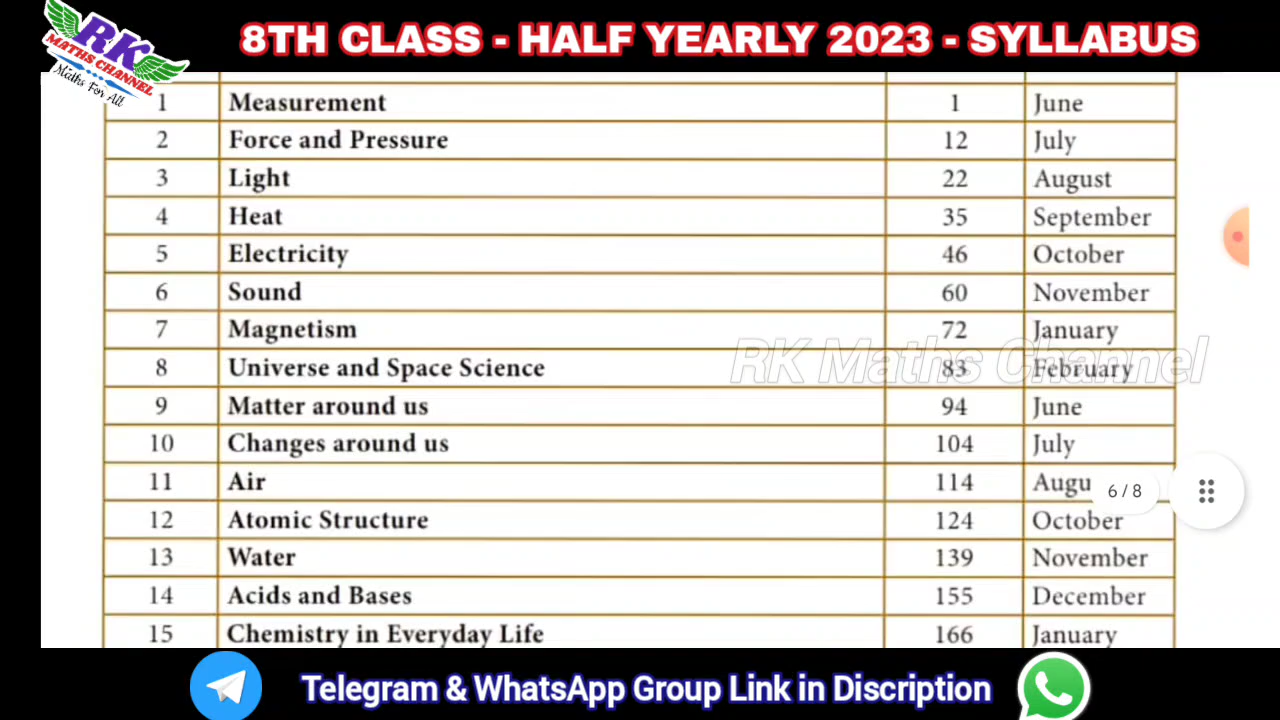 RK
MATHS CHANNEL
Maths For All
8TH CLASS - HALF YEARLY 2023 - SYLLABUS
1 Measurement 1 June
2 Force and Pressure 12 July
3 Light 22 August
4 Heat 35 September
5 Electricity 46 October
6 Sound 60 November
7 Magnetism 72 January
8 Universe and Space Science 83 February
RK Maths Channel
9 Matter around us 94 June
10 Changes around us 104 July
11 Air 114 Augu
6 / 8
12 Atomic Structure 124 October
13 Water 139 November
14 Acids and Bases 155 December
15 Chemistry in Everyday Life 166 January
Telegram & WhatsApp Group Link in Discription